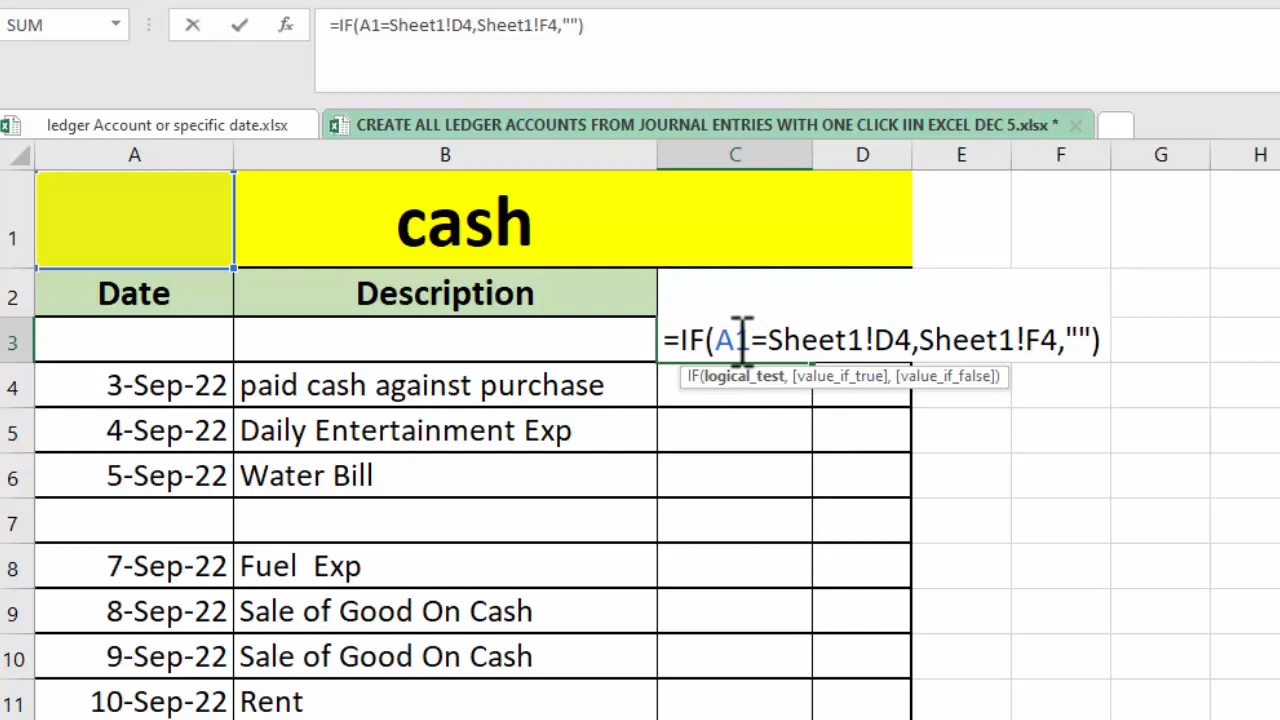 SUM =IF(A1=Sheet1!D4,Sheet1!F4,"")
ledger Account or specific date.xlsx CREATE ALL LEDGER ACCOUNTS FROM JOURNAL ENTRIES WITH ONE CLICK IIN EXCEL DEC 5.xlsx *
A B C D E F G H
1 cash
2 Date Description
3 =IF(A1=Sheet1!D4,Sheet1!F4,"")
IF(logical_test, [value_if_true], [value_if_false])
4 3-Sep-22 paid cash against purchase
5 4-Sep-22 Daily Entertainment Exp
6 5-Sep-22 Water Bill
7
8 7-Sep-22 Fuel Exp
9 8-Sep-22 Sale of Good On Cash
10 9-Sep-22 Sale of Good On Cash
11 10-Sep-22 Rent